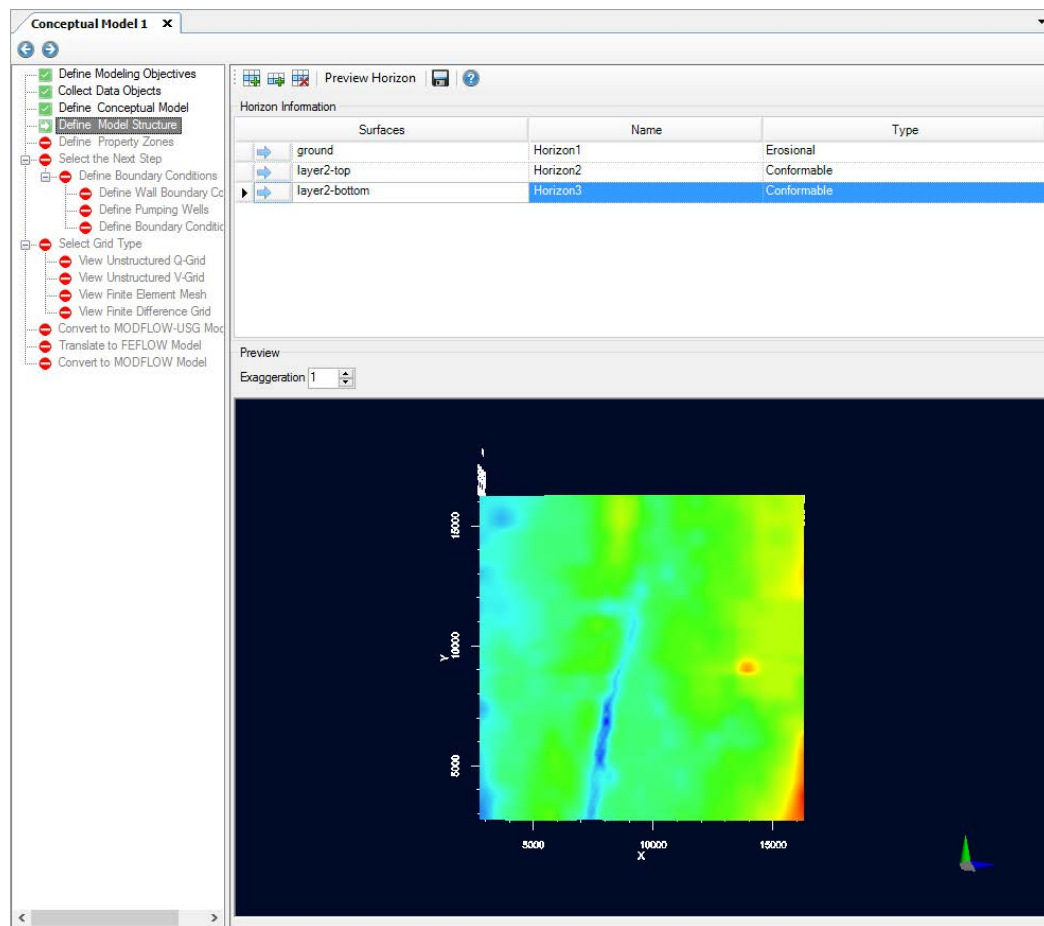 Conceptual Model 1 X
Define Modeling Objectives
Collect Data Objects
Define Conceptual Model
Define Model Structure
Define Property Zones
Select the Next Step
Define Boundary Conditions
Define Wall Boundary Co
Define Pumping Wells
Define Boundary Conditic
Select Grid Type
View Unstructured Q-Grid
View Unstructured V-Grid
View Finite Element Mesh
View Finite Difference Grid
Convert to MODFLOW-USG Moc
Translate to FEFLOW Model
Convert to MODFLOW Model
Preview Horizon
Horizon Information
Surfaces Name Type
ground Horizon1 Erosional
layer2-top Horizon2 Conformable
layer2-bottom Horizon3 Conformable
Preview
Exaggeration 1
15000
10000
Y
5000
5000 10000 15000
X